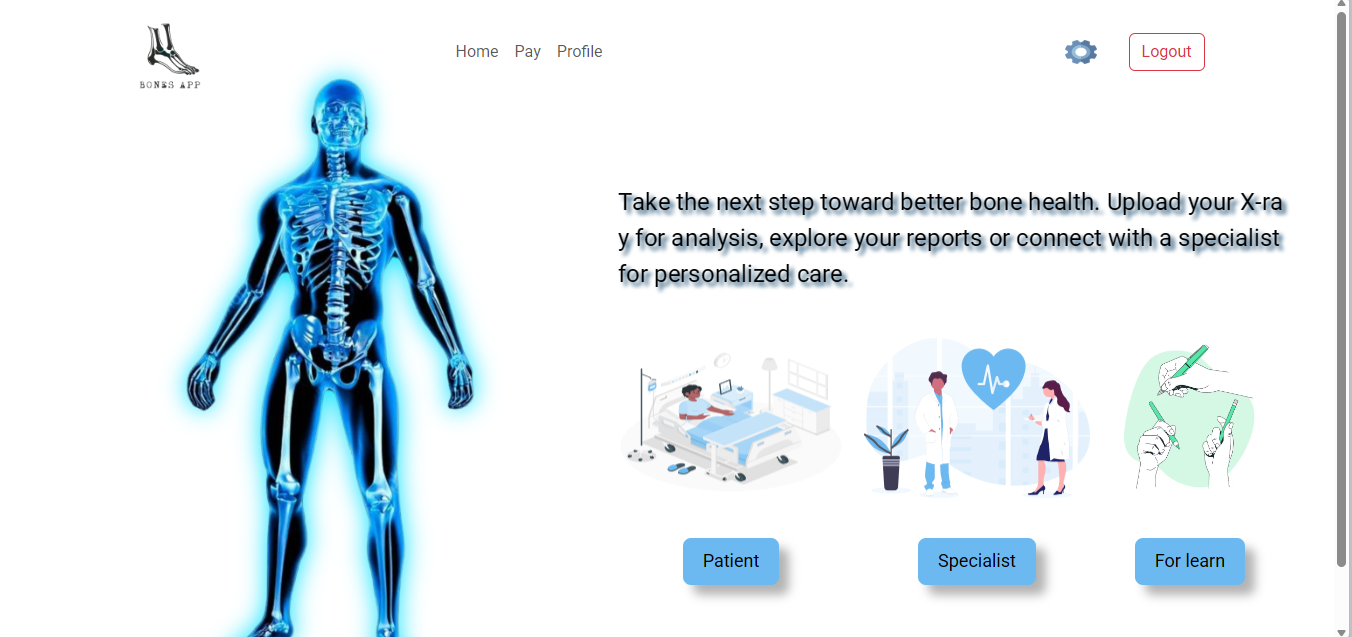 BONES APP
Home Pay Profile
Logout
Take the next step toward better bone health. Upload your X-ra
y for analysis, explore your reports or connect with a specialist
for personalized care.
Patient Specialist For learn